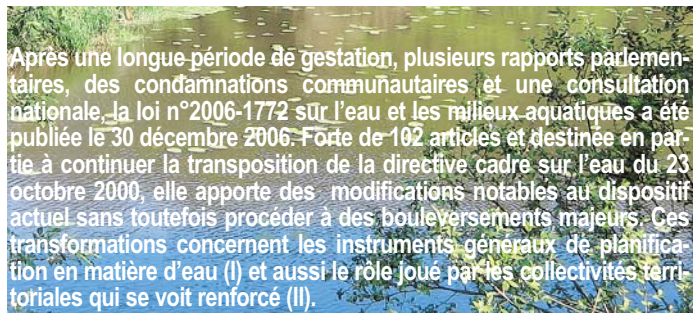 Après une longue période de gestation, plusieurs rapports parlemen-
taires, des condamnations communautaires et une consultation
nationale, la loi n°2006-1772 sur l'eau et les milieux aquatiques a été
publiée le 30 décembre 2006. Forte de 102 articles et destinée en par-
tie à continuer la transposition de la directive cadre sur l'eau du 23
octobre 2000, elle apporte des modifications notables au dispositif
actuel sans toutefois procéder à des bouleversements majeurs. Ces
transformations concernent les instruments généraux de planifica-
tion en matière d'eau (I) et aussi le rôle joué par les collectivités terri-
toriales qui se voit renforcé (II).